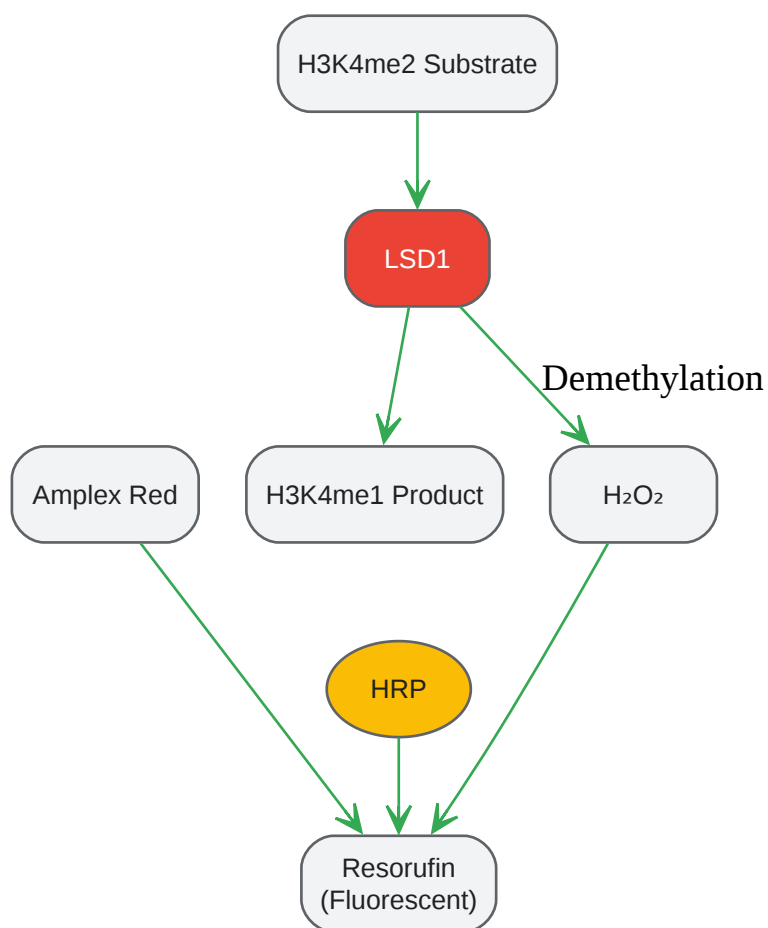 H3K4me2 Substrate
LSD1
Demethylation
Amplex Red
H3K4me1 Product
H₂O₂
HRP
Resorufin
(Fluorescent)